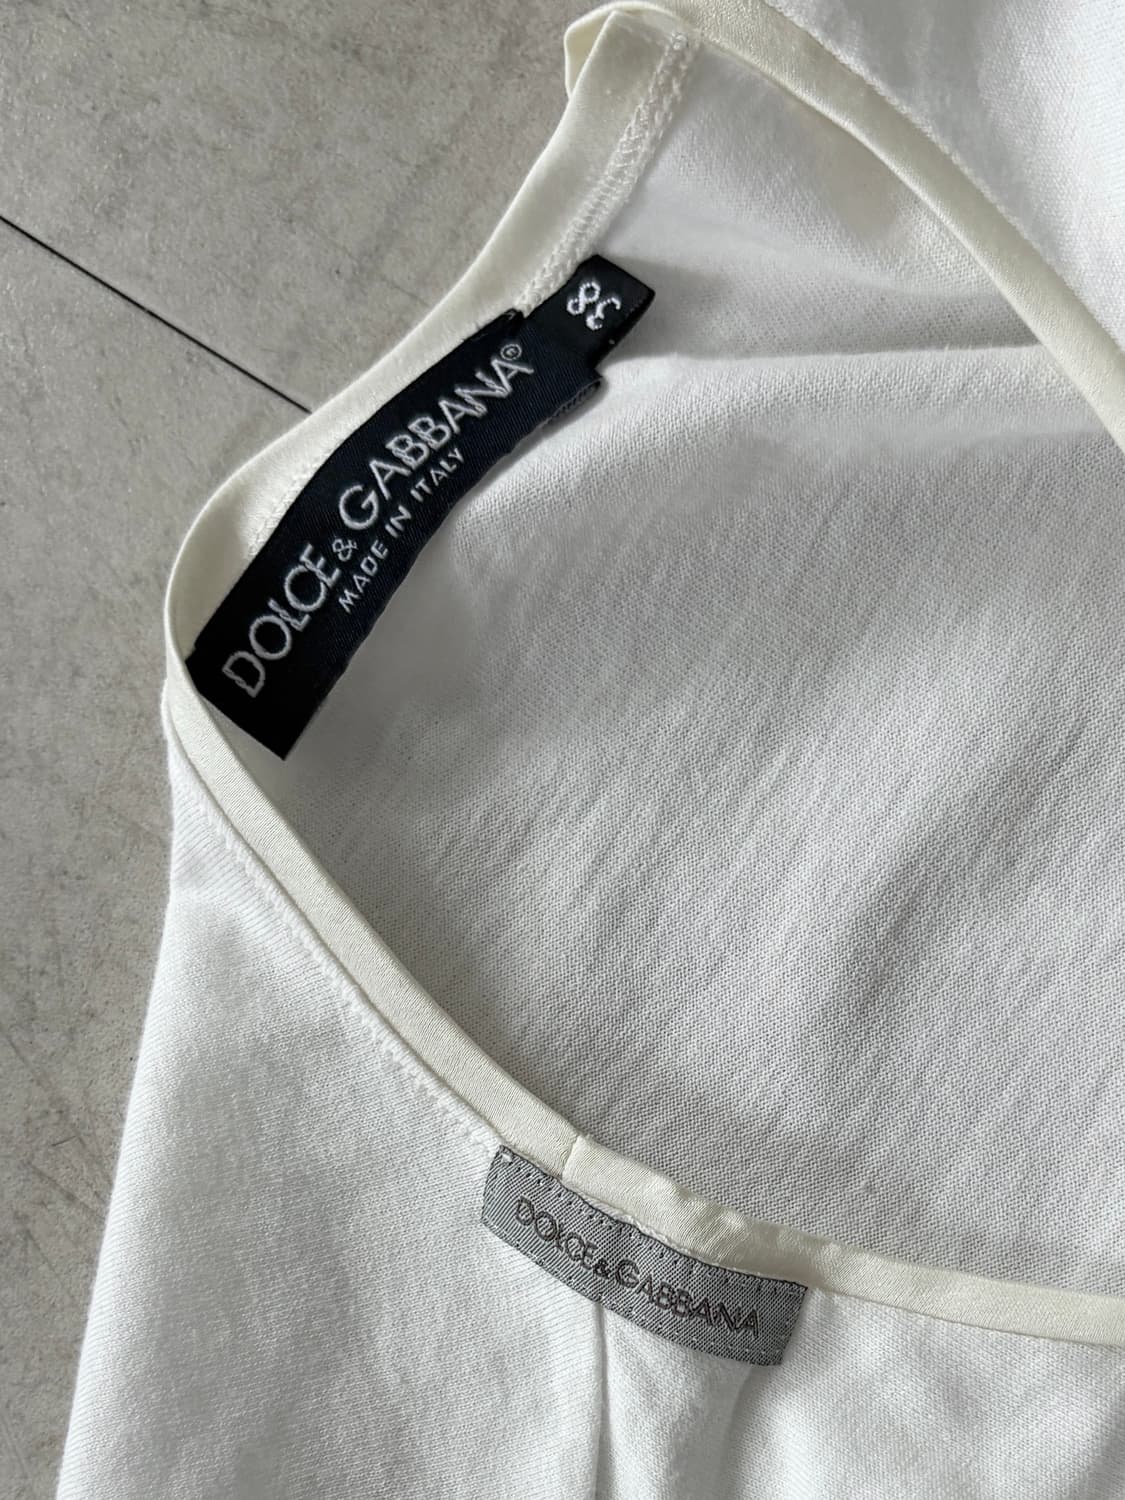 38
DOLCE & GABBANA®
MADE IN ITALY
DOLCE & GABBANA